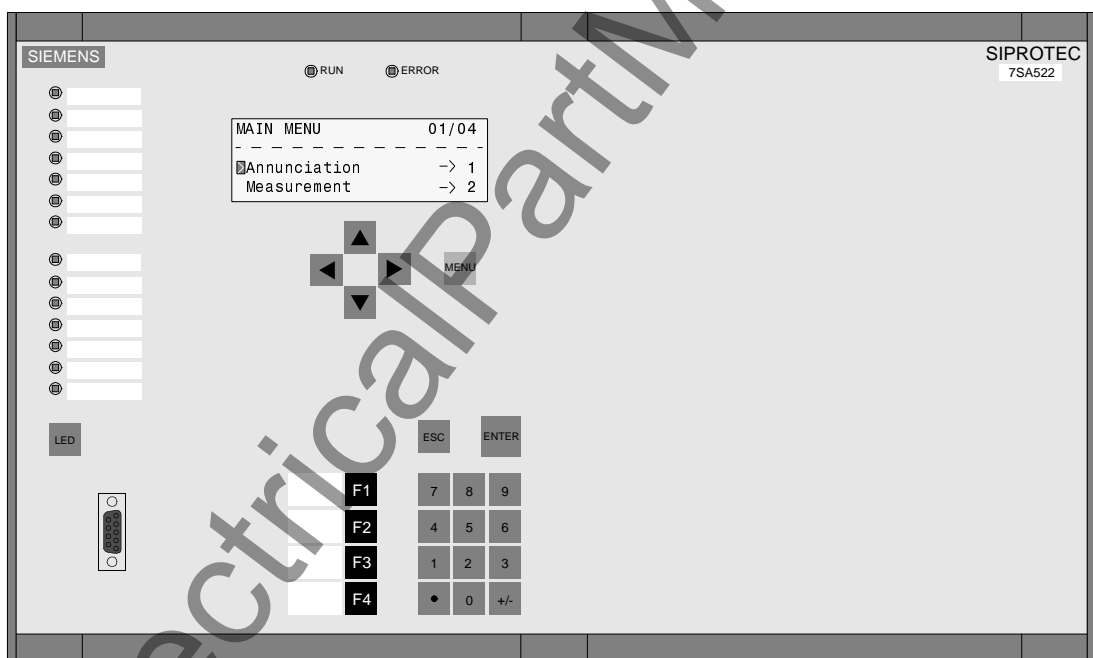 SIEMENS
RUN
ERROR
SIPROTEC
7SA522
MAIN MENU 01/04
Annunciation -> 1
Measurement -> 2
MENU
LED
ESC
ENTER
F1
7 8 9
F2
4 5 6
F3
1 2 3
F4
• 0 +/-
ectricalPartM